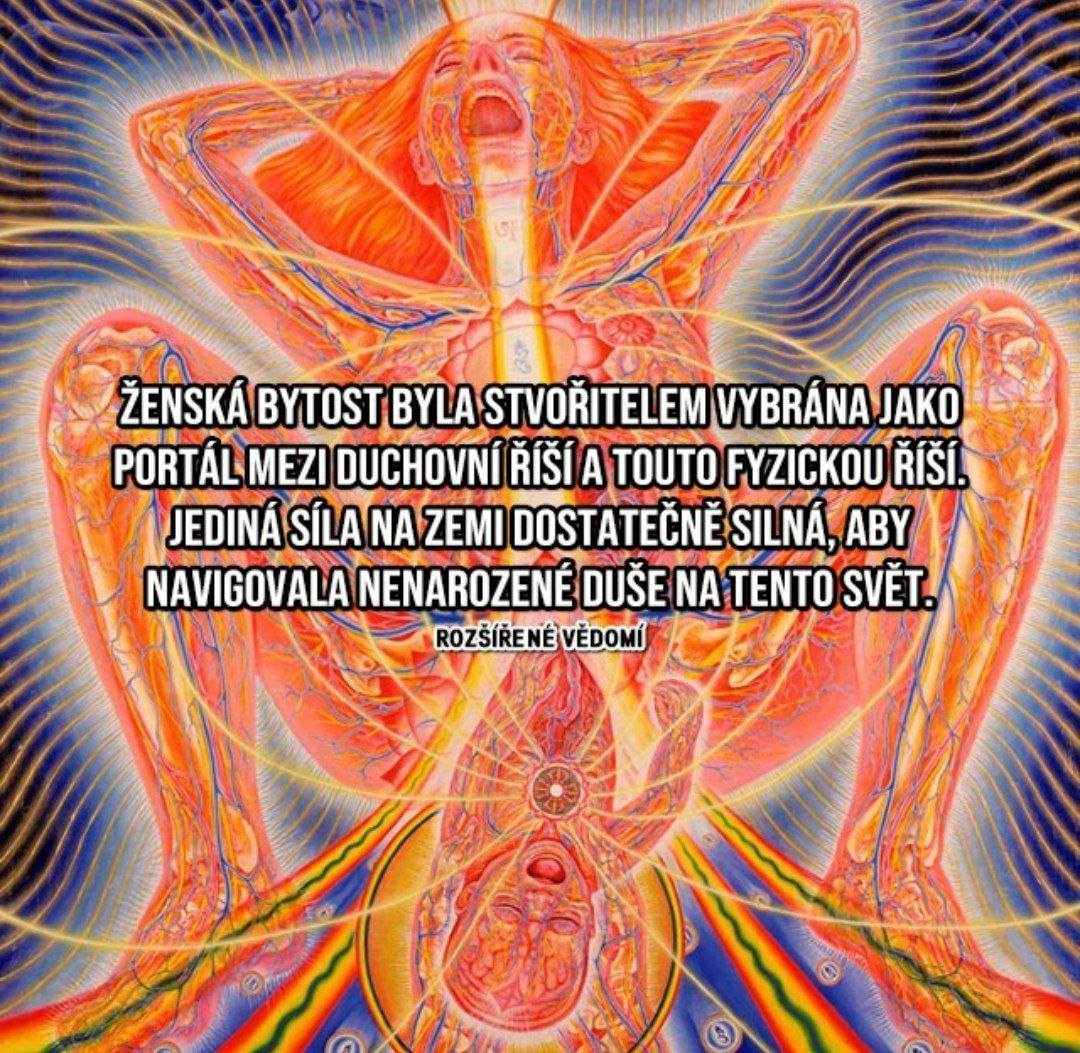 ŽENSKÁ BYTOST BYLA STVOŘITELEM VYBRÁNA JAKO
PORTÁL MEZI DUCHOVNÍ ŘÍŠÍ A TOUTO FYZICKOU ŘÍŠÍ.
JEDINÁ SÍLA NA ZEMI DOSTATEČNĚ SILNÁ, ABY
NAVIGOVALA NENAROZENÉ DUŠE NA TENTO SVĚT.
ROZŠÍŘENÉ VĚDOMÍ